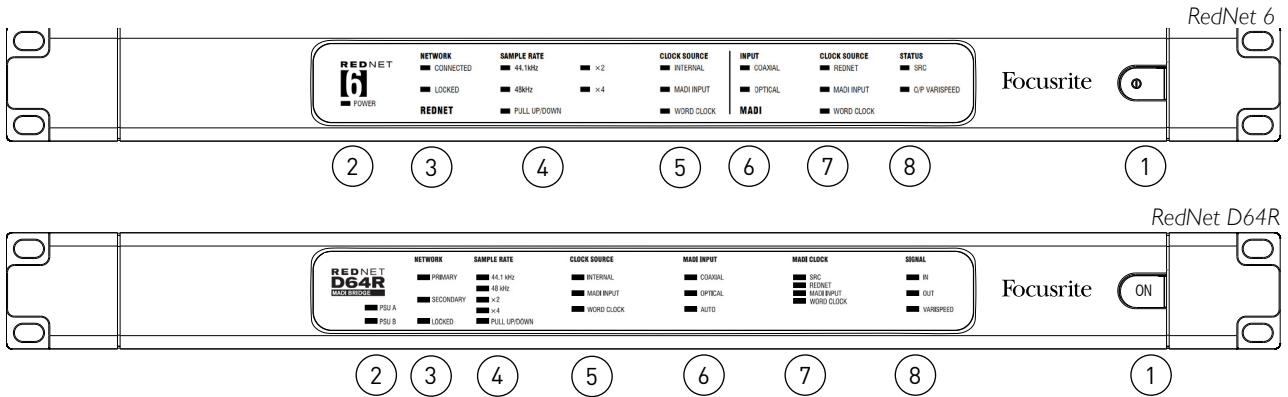 RedNet 6
REDNET
6
POWER
NETWORK
CONNECTED
LOCKED
REDNET
SAMPLE RATE
44.1kHz
×2
48kHz
×4
PULL UP/DOWN
CLOCK SOURCE
INTERNAL
MADI INPUT
WORD CLOCK
INPUT
COAXIAL
OPTICAL
MADI
CLOCK SOURCE
REDNET
MADI INPUT
WORD CLOCK
STATUS
SRC
O/P VARISPEED
Focusrite
2
3
4
5
6
7
8
1
RedNet D64R
REDNET
D64R
MADI BRIDGE
PSU A
PSU B
NETWORK
PRIMARY
SECONDARY
LOCKED
SAMPLE RATE
44.1 kHz
48 kHz
×2
×4
PULL UP/DOWN
CLOCK SOURCE
INTERNAL
MADI INPUT
WORD CLOCK
MADI INPUT
COAXIAL
OPTICAL
AUTO
MADI CLOCK
SRC
REDNET
MADI INPUT
WORD CLOCK
SIGNAL
IN
OUT
VARISPEED
Focusrite
ON
2
3
4
5
6
7
8
1